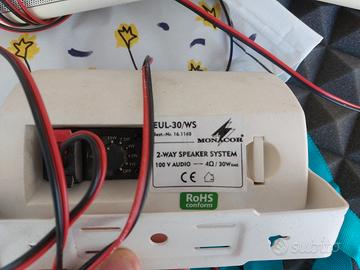 EUL-30/WS
Best.-Nr. 16.1160
MONACOR
2-WAY SPEAKER SYSTEM
100 V AUDIO 4Ω / 30W
CE
RoHS
conform
subito